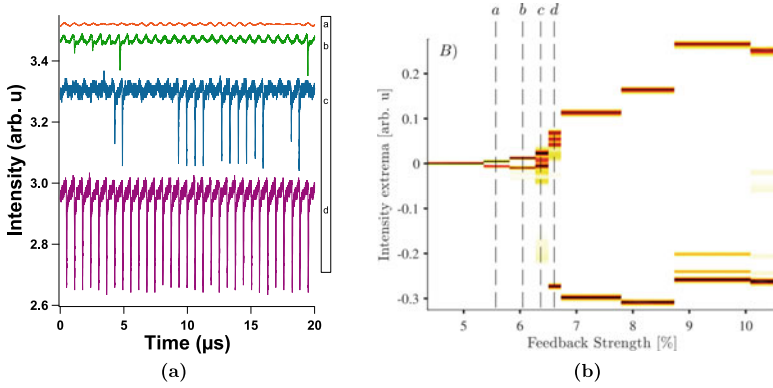 a
b
c
d
3.4
3.2
3.0
2.8
2.6
Intensity (arb. u)
0
5
10
15
20
Time (µs)
(a)
a b c d
B)
0.2
0.1
0
-0.1
-0.2
-0.3
Intensity extrema [arb. u]
5 6 7 8 9 10
Feedback Strength [%]
(b)